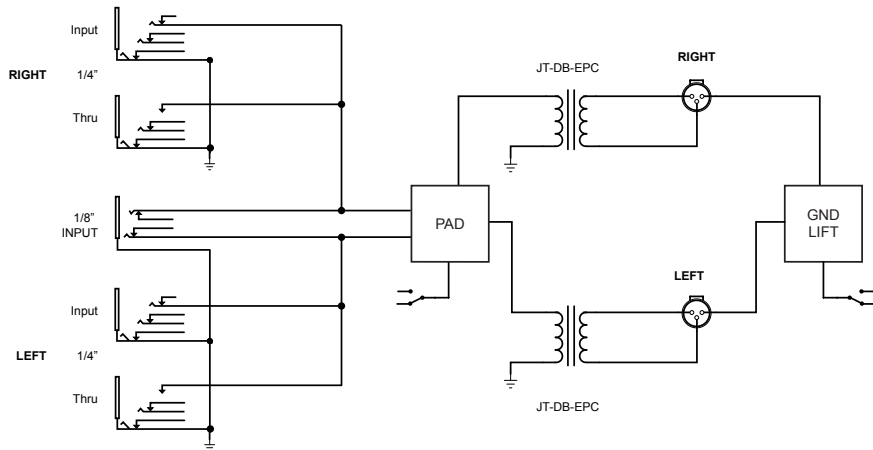 Input
RIGHT 1/4"
Thru
1/8"
INPUT
Input
LEFT 1/4"
Thru
PAD
JT-DB-EPC
RIGHT
GND
LIFT
LEFT
JT-DB-EPC